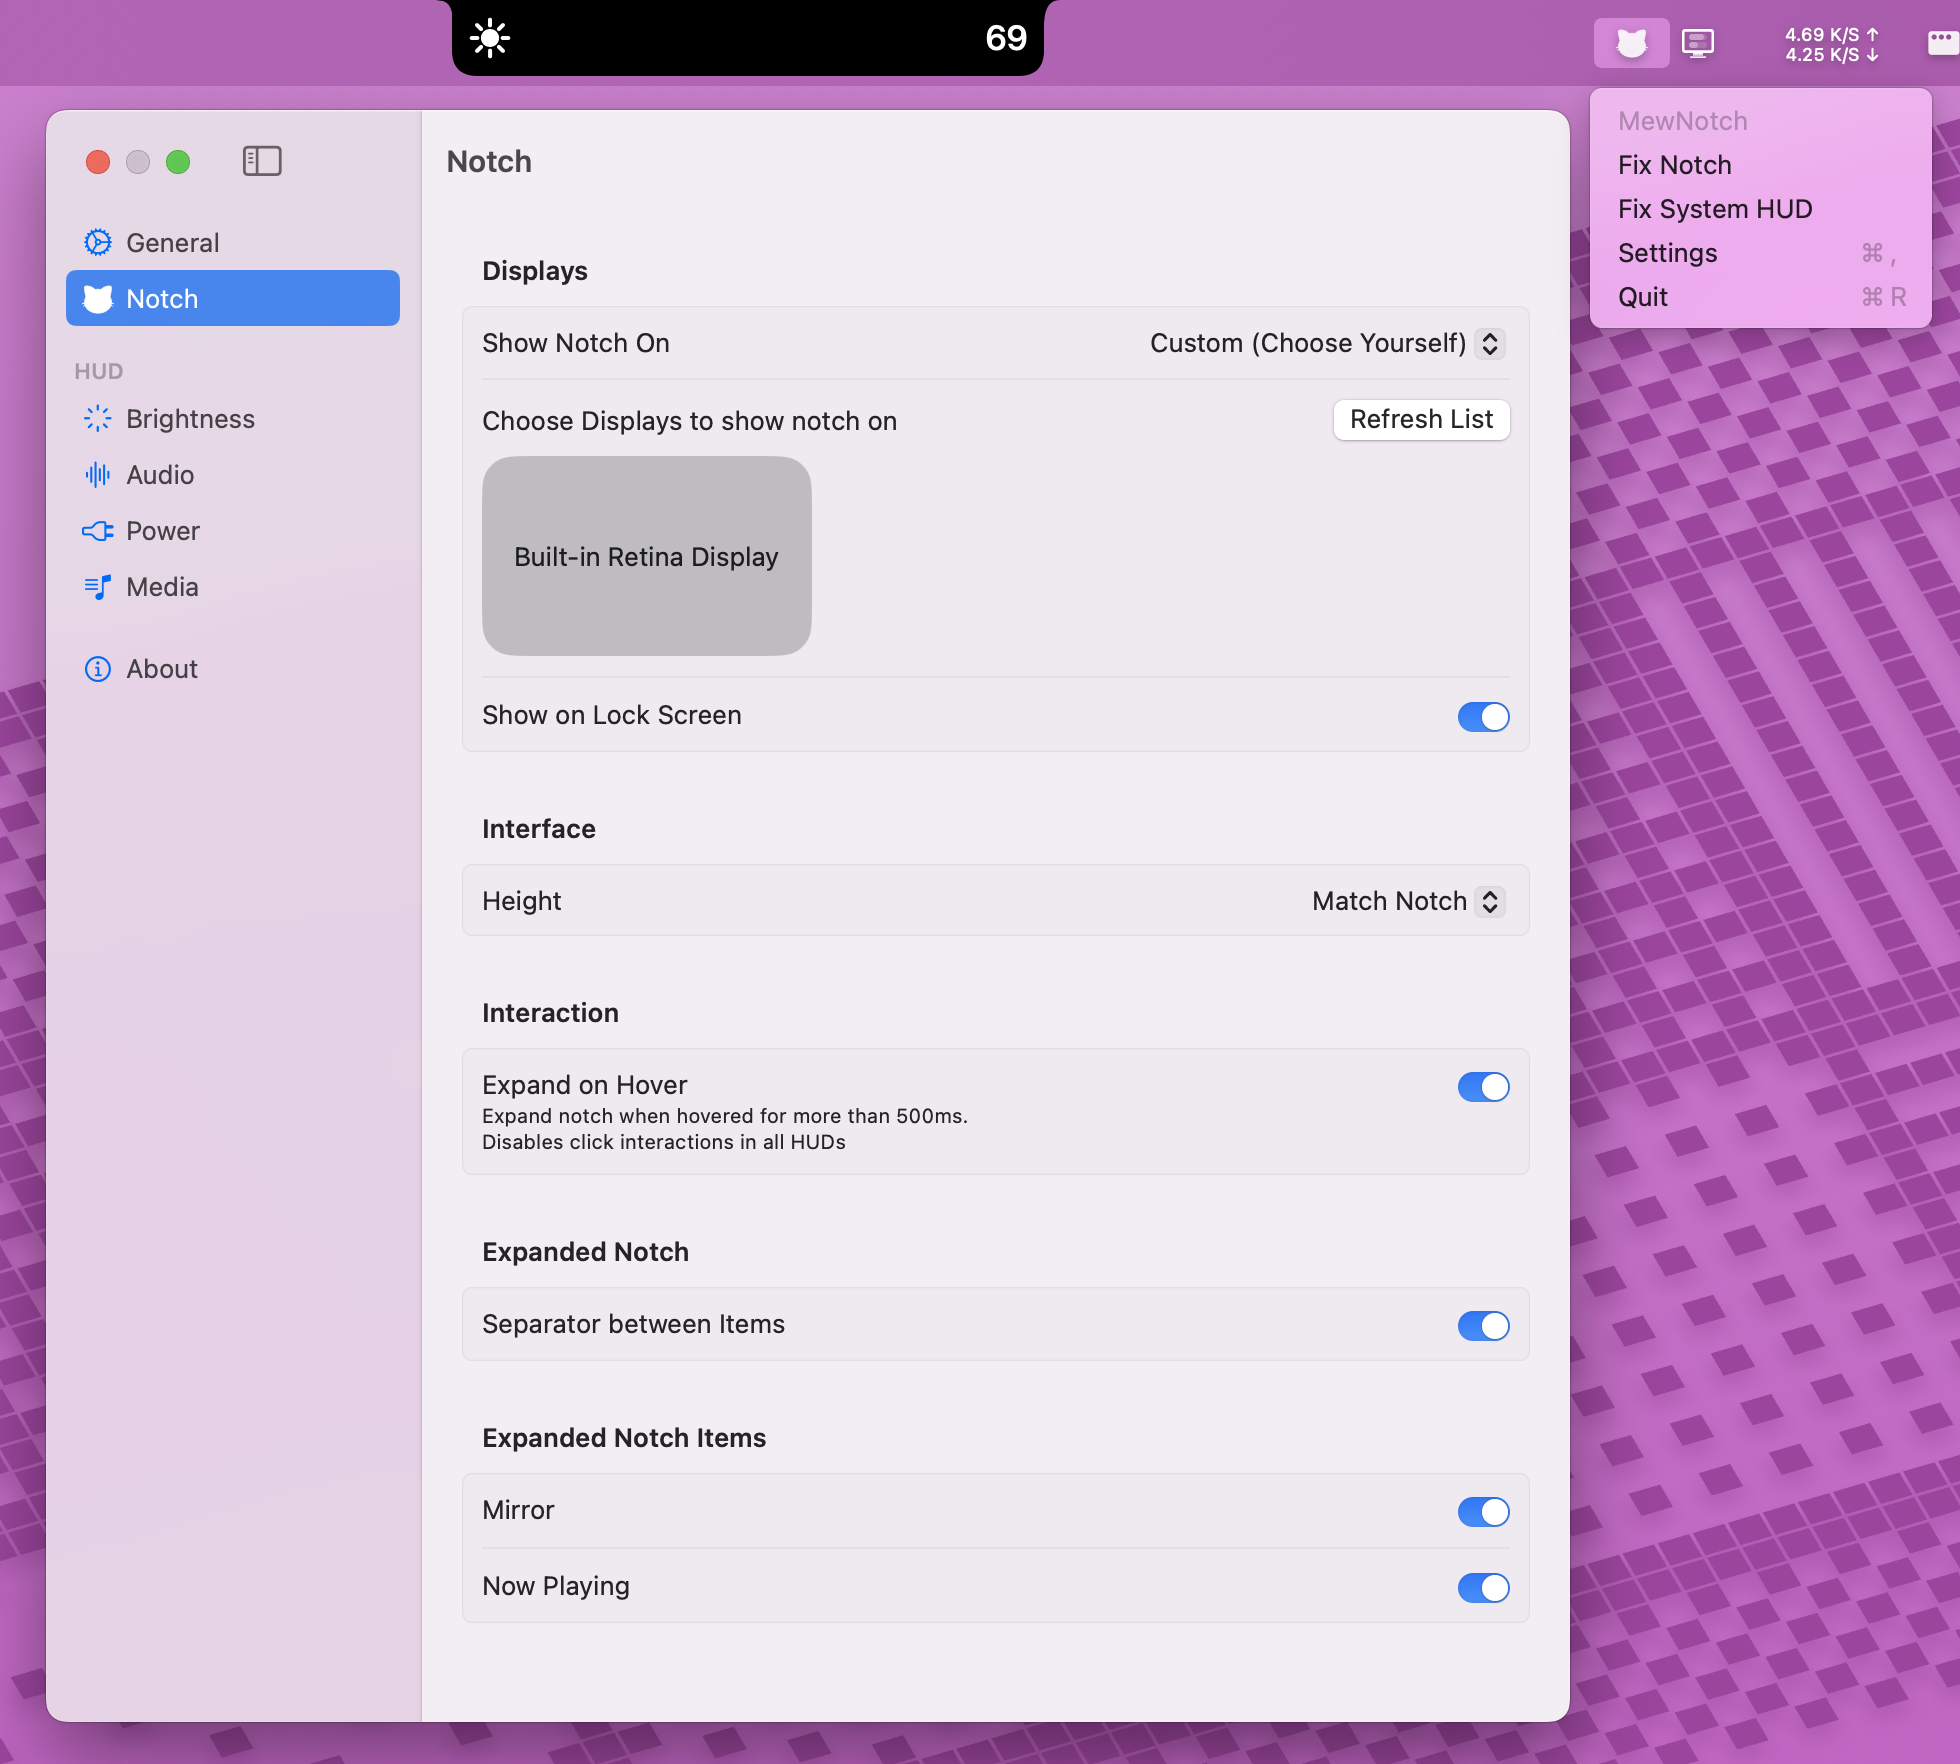 69
4.69 K/S ↑
4.25 K/S ↓
MewNotch
Fix Notch
Fix System HUD
Settings ⌘ ,
Quit ⌘ R
General
Notch
HUD
Brightness
Audio
Power
Media
About
Notch
Displays
Show Notch On Custom (Choose Yourself)
Choose Displays to show notch on Refresh List
Built-in Retina Display
Show on Lock Screen
Interface
Height Match Notch
Interaction
Expand on Hover
Expand notch when hovered for more than 500ms.
Disables click interactions in all HUDs
Expanded Notch
Separator between Items
Expanded Notch Items
Mirror
Now Playing